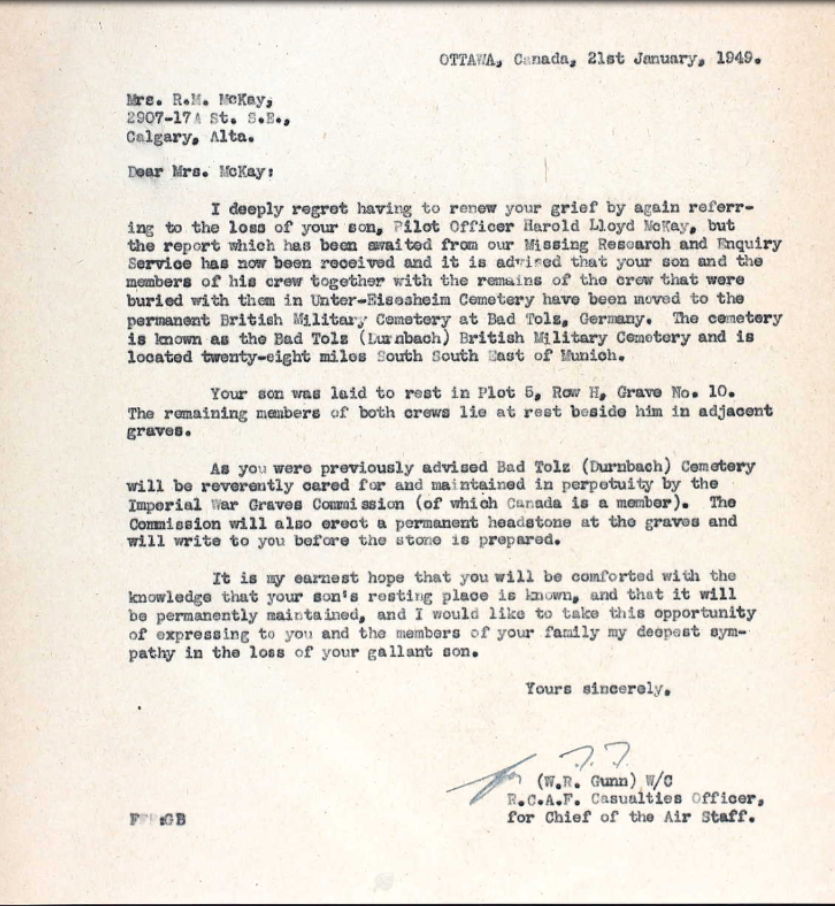 OTTAWA, Canada, 21st January, 1949.
Mrs. R.M. McKay,
2907-17A St. S.E.,
Calgary, Alta.
Dear Mrs. McKay:
I deeply regret having to renew your grief by again referr-
ing to the loss of your son, Pilot Officer Harold Lloyd McKay, but
the report which has been awaited from our Missing Research and Enquiry
Service has now been received and it is advised that your son and the
members of his crew together with the remains of the crew that were
buried with them in Unter-Eisesheim Cemetery have been moved to the
permanent British Military Cemetery at Bad Tolz, Germany. The cemetery
is known as the Bad Tolz (Durnbach) British Military Cemetery and is
located twenty-eight miles South South East of Munich.
Your son was laid to rest in Plot 5, Row H, Grave No. 10.
The remaining members of both crews lie at rest beside him in adjacent
graves.
As you were previously advised Bad Tolz (Durnbach) Cemetery
will be reverently cared for and maintained in perpetuity by the
Imperial War Graves Commission (of which Canada is a member). The
Commission will also erect a permanent headstone at the graves and
will write to you before the stone is prepared.
It is my earnest hope that you will be comforted with the
knowledge that your son's resting place is known, and that it will
be permanently maintained, and I would like to take this opportunity
of expressing to you and the members of your family my deepest sym-
pathy in the loss of your gallant son.
Yours sincerely,
for
(W.R. Gunn) W/C
R.C.A.F. Casualties Officer,
for Chief of the Air Staff.